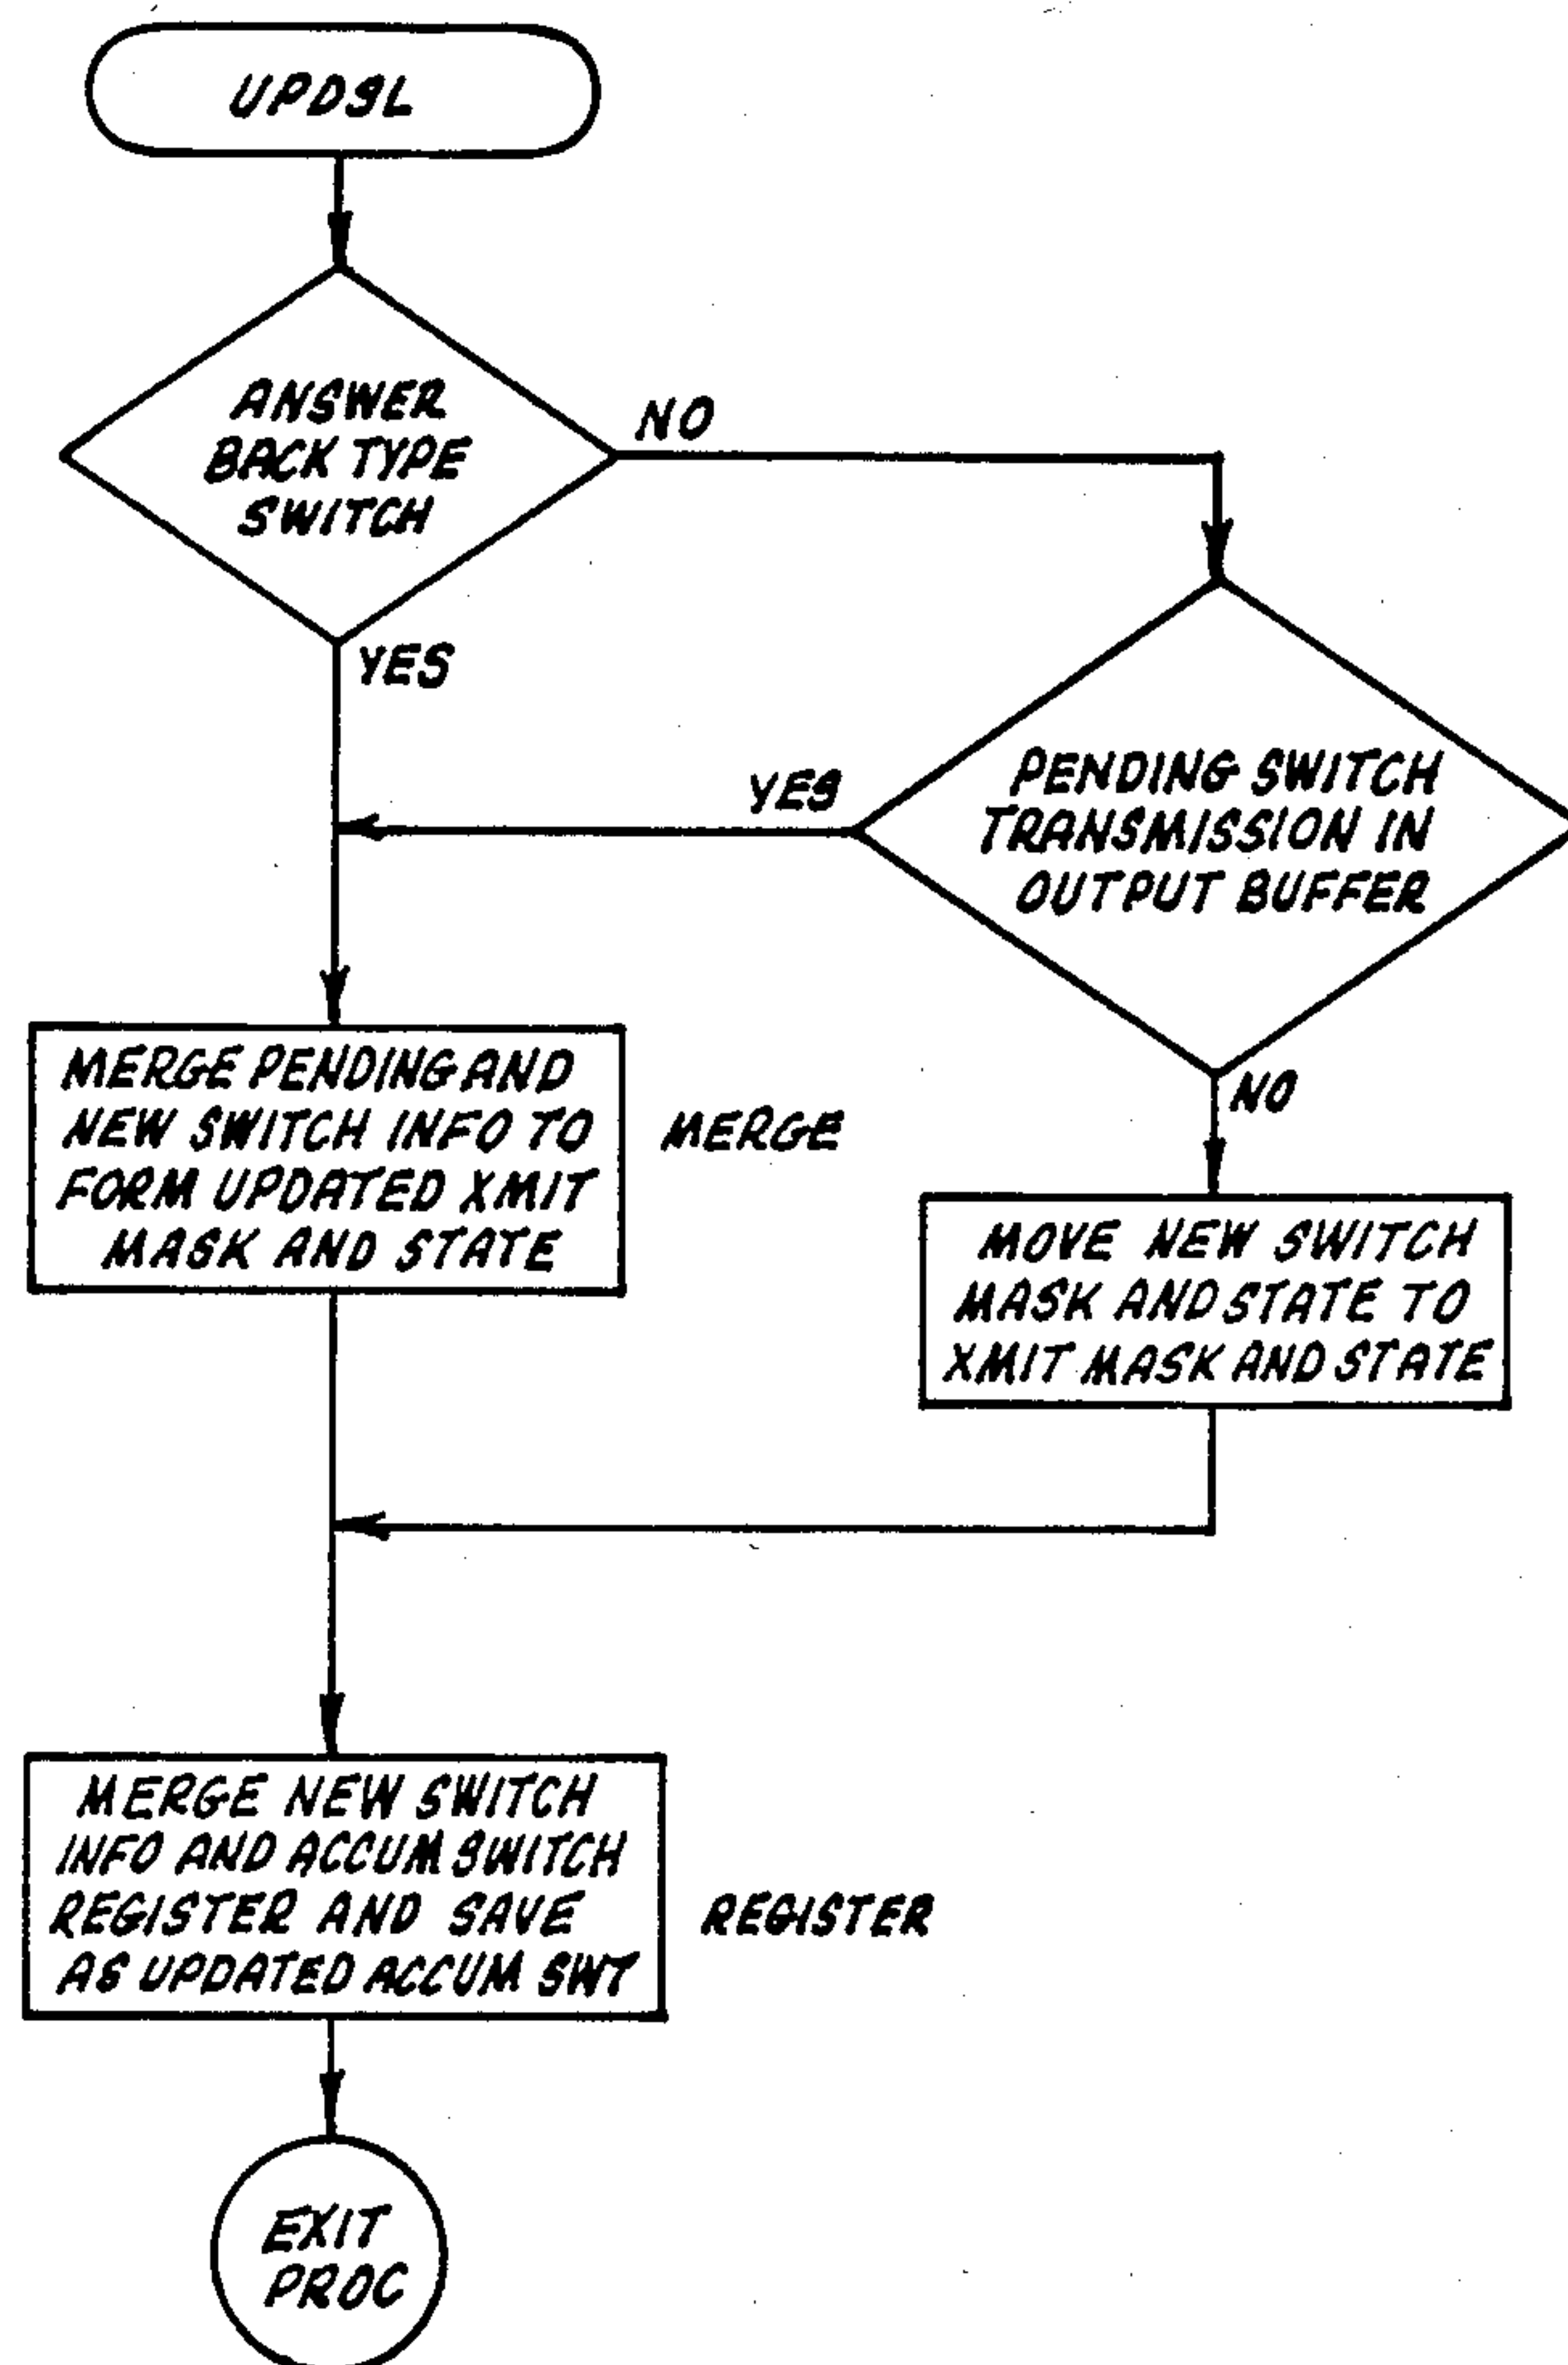 UPDSL
ANSWER
BACK TYPE
SWITCH
NO
YES
PENDING SWITCH
TRANSMISSION IN
OUTPUT BUFFER
YES
NO
MERGE PENDING AND
NEW SWITCH INFO TO
FORM UPDATED XMIT
MASK AND STATE
MERGE
MOVE NEW SWITCH
MASK AND STATE TO
XMIT MASK AND STATE
MERGE NEW SWITCH
INFO AND ACCUM SWITCH
REGISTER AND SAVE
AS UPDATED ACCUM SWT
REGISTER
EXIT
PROC